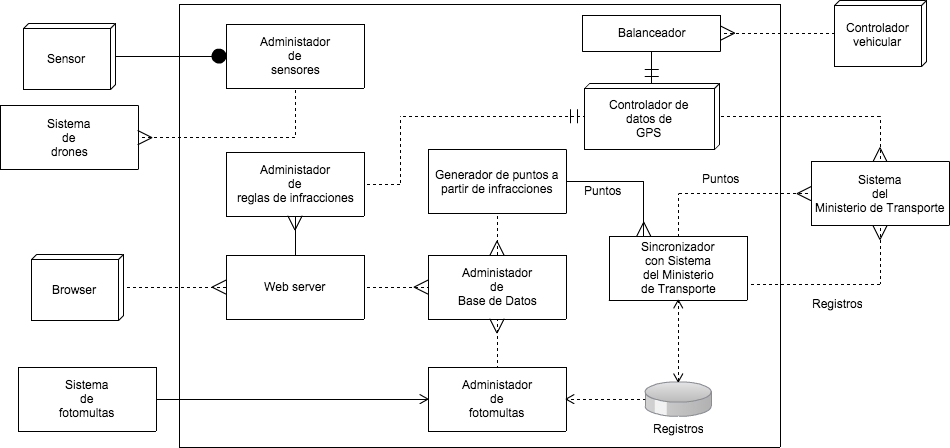 Sensor
Administador
de
sensores
Balanceador
Controlador
vehicular
Sistema
de
drones
Controlador de
datos de
GPS
Administador
de
reglas de infracciones
Generador de puntos a
partir de infracciones
Puntos
Puntos
Sistema
del
Ministerio de Transporte
Sincronizador
con Sistema
del Ministerio
de Transporte
Browser
Web server
Administador
de
Base de Datos
Registros
Sistema
de
fotomultas
Administador
de
fotomultas
Registros